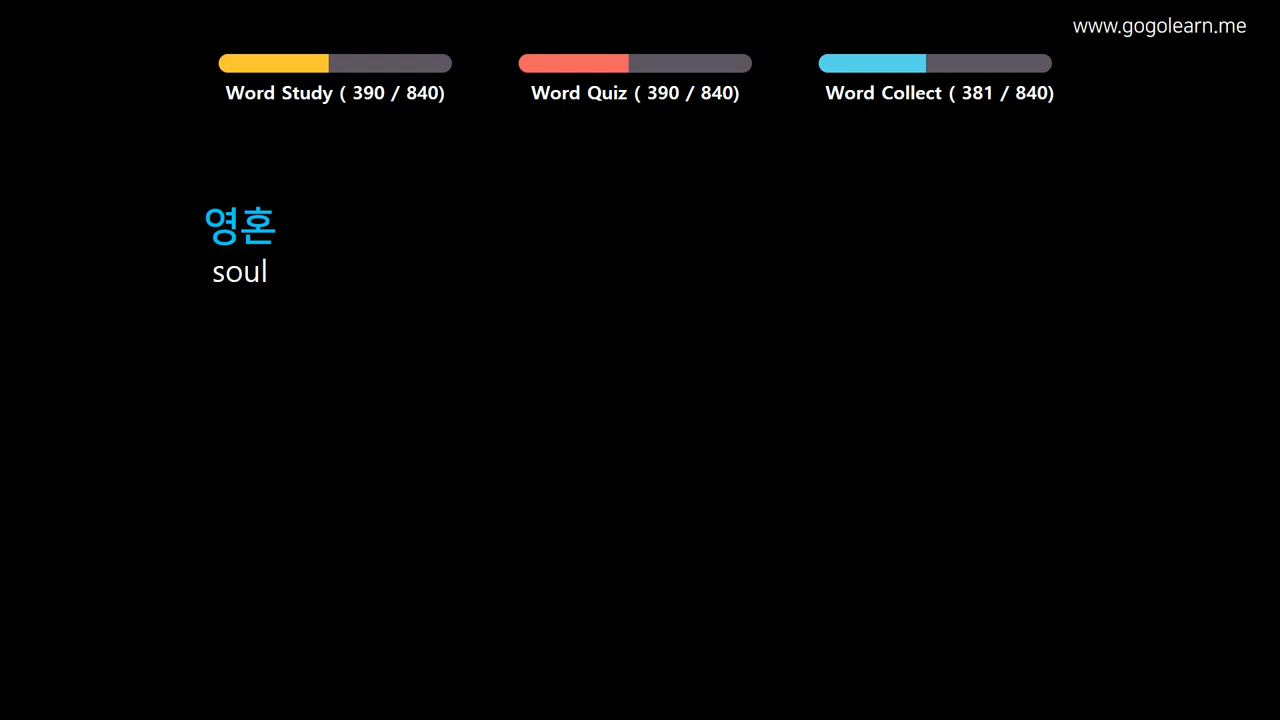 www.gogolearn.me
Word Study ( 390 / 840)
Word Quiz ( 390 / 840)
Word Collect ( 381 / 840)
영혼
soul